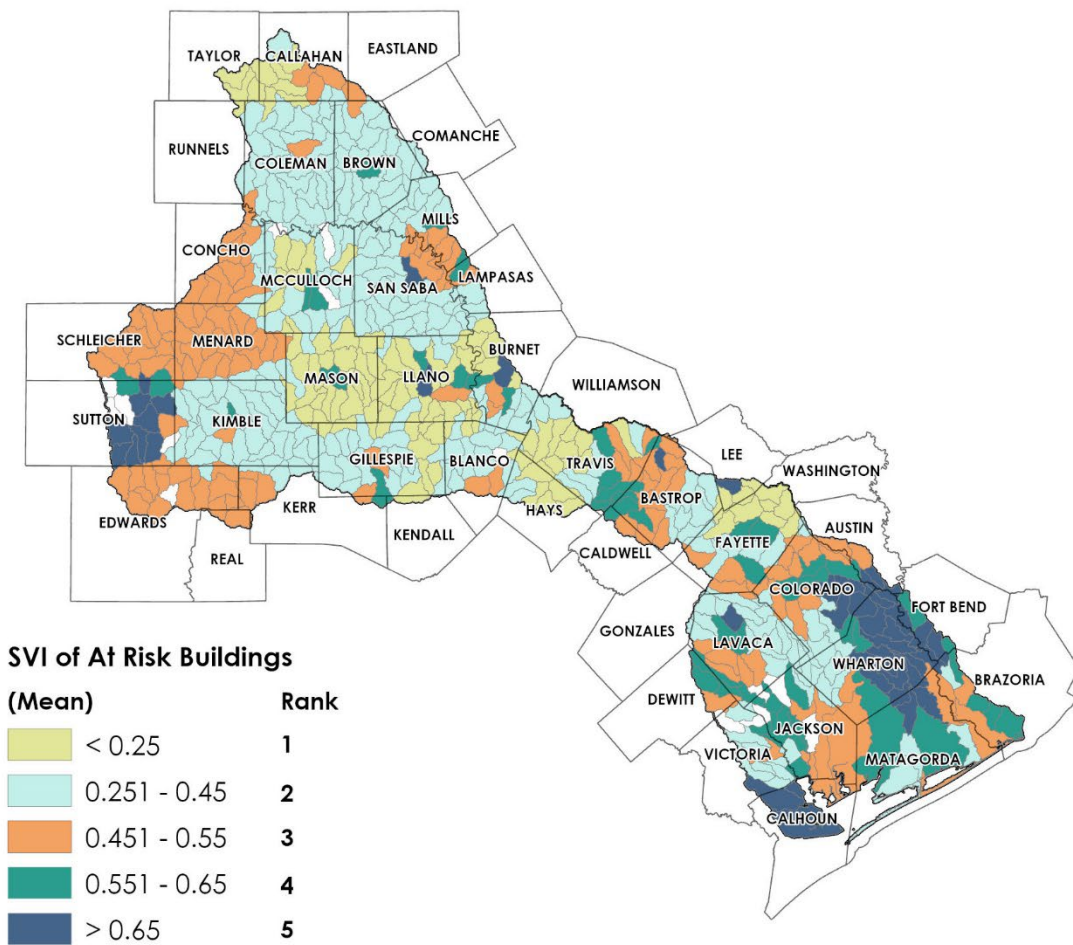 EASTLAND
TAYLOR
CALLAHAN
COMANCHE
RUNNELS
COLEMAN
BROWN
MILLS
CONCHO
MCCULLOCH
SAN SABA
LAMPASAS
SCHLEICHER
MENARD
BURNET
MASON
LLANO
WILLIAMSON
SUTTON
KIMBLE
GILLESPIE
BLANCO
TRAVIS
LEE
WASHINGTON
BASTROP
EDWARDS
KERR
HAYS
KENDALL
AUSTIN
FAYETTE
REAL
CALDWELL
COLORADO
FORT BEND
GONZALES
LAVACA
WHARTON
BRAZORIA
DEWITT
JACKSON
VICTORIA
MATAGORDA
CALHOUN
SVI of At Risk Buildings
(Mean) Rank
< 0.25 1
0.251 - 0.45 2
0.451 - 0.55 3
0.551 - 0.65 4
> 0.65 5